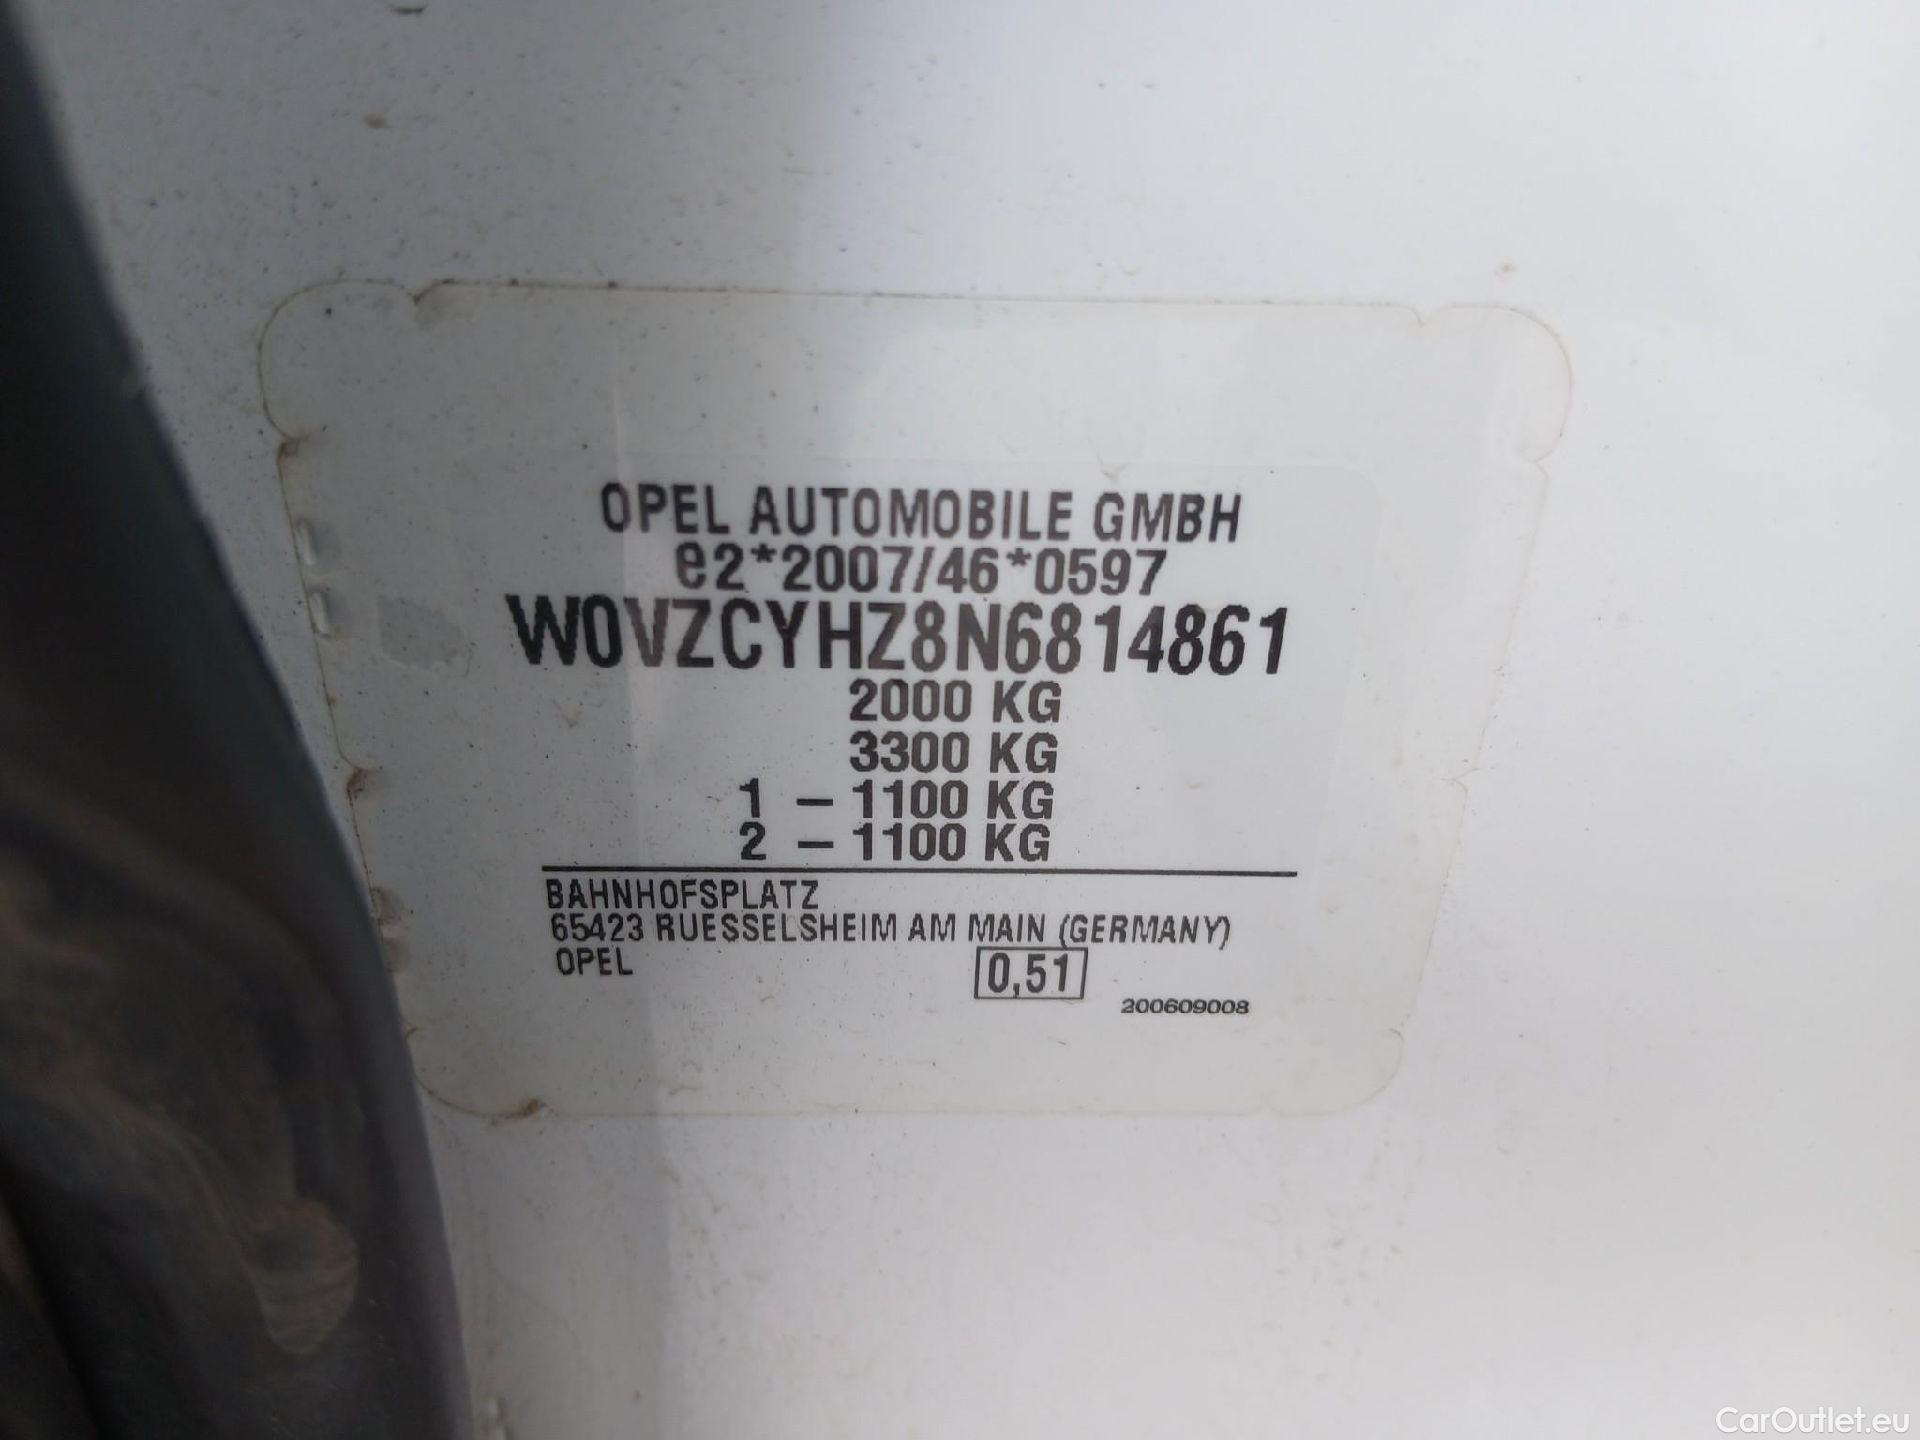 OPEL AUTOMOBILE GMBH
e2*2007/46*0597
W0VZCYHZ8N6814861
2000 KG
3300 KG
1 – 1100 KG
2 – 1100 KG
BAHNHOFSPLATZ
65423 RUESSELSHEIM AM MAIN (GERMANY)
OPEL
0,51
200609008
CarOutlet.eu